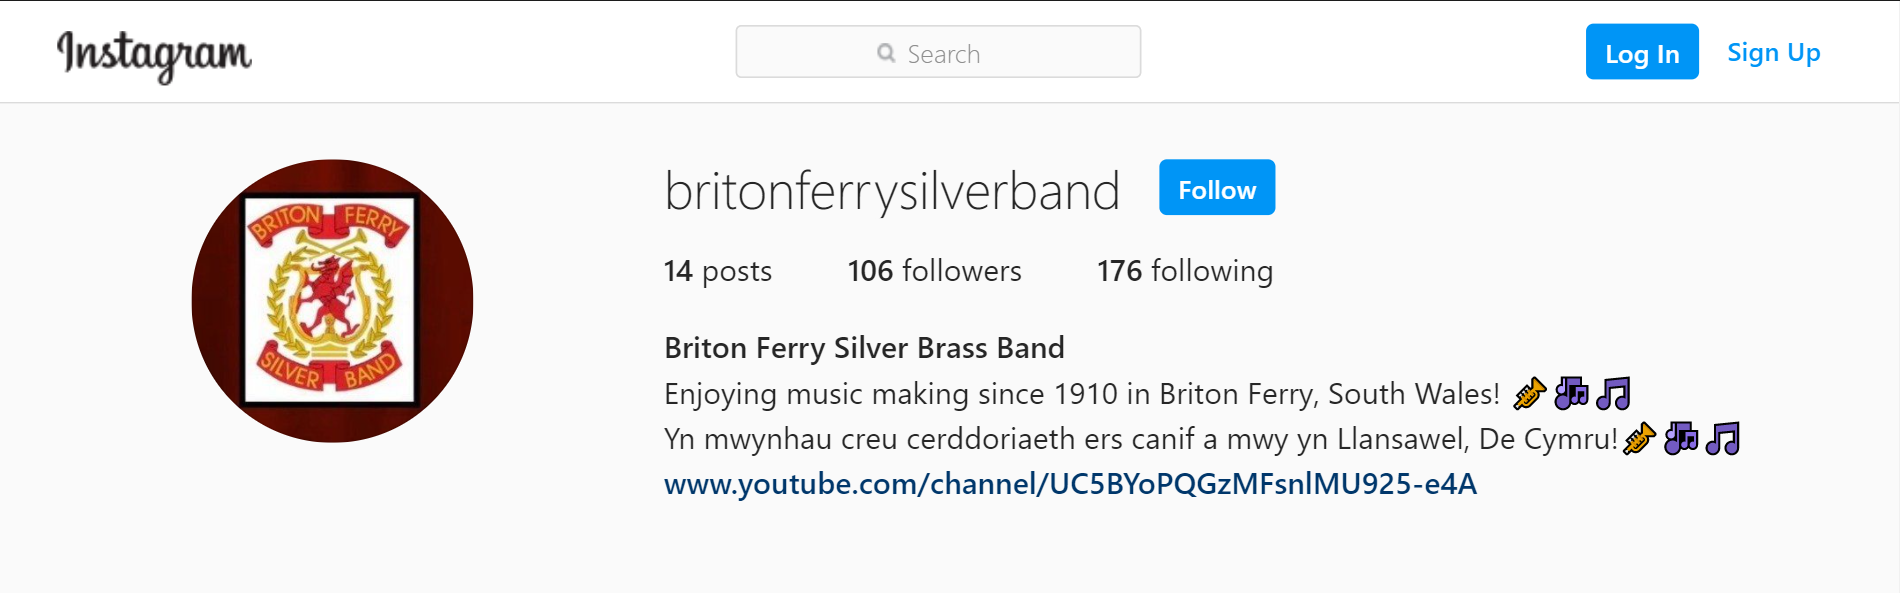 Instagram
Search
Log In
Sign Up
BRITON FERRY
SILVER BAND
britonferrysilverband
Follow
14 posts
106 followers
176 following
Briton Ferry Silver Brass Band
Enjoying music making since 1910 in Briton Ferry, South Wales! 🎺🎶🎵
Yn mwynhau creu cerddoriaeth ers canif a mwy yn Llansawel, De Cymru!🎺🎶🎵
www.youtube.com/channel/UC5BYoPQGzMFsnlMU925-e4A